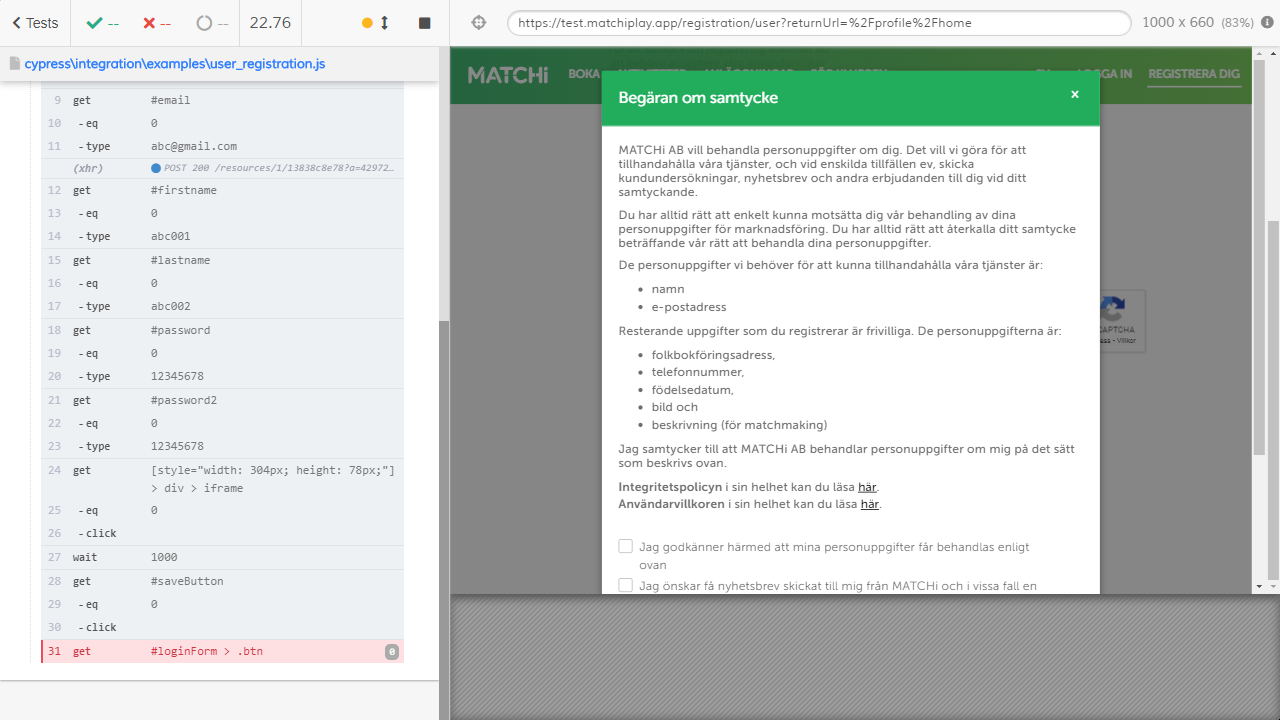 Tests
--
--
--
22.76
https://test.matchiplay.app/registration/user?returnUrl=%2Fprofile%2Fhome
1000 x 660 (83%)
cypress\integration\examples\user_registration.js
9 get #email
10 - eq 0
11 - type abc@gmail.com
(xhr) POST 200 /resources/1/13838c8e78?a=42972…
12 get #firstname
13 - eq 0
14 - type abc001
15 get #lastname
16 - eq 0
17 - type abc002
18 get #password
19 - eq 0
20 - type 12345678
21 get #password2
22 - eq 0
23 - type 12345678
24 get [style="width: 304px; height: 78px;"]
> div > iframe
25 - eq 0
26 - click
27 wait 1000
28 get #saveButton
29 - eq 0
30 - click
31 get #loginForm > .btn 0
MATCHi
BOKA
LOGGA IN
REGISTRERA DIG
Begäran om samtycke
x
MATCHi AB vill behandla personuppgifter om dig. Det vill vi göra för att
tillhandahålla våra tjänster, och vid enskilda tillfällen ev, skicka
kundundersökningar, nyhetsbrev och andra erbjudanden till dig vid ditt
samtyckande.
Du har alltid rätt att enkelt kunna motsätta dig vår behandling av dina
personuppgifter för marknadsföring. Du har alltid rätt att återkalla ditt samtycke
beträffande vår rätt att behandla dina personuppgifter.
De personuppgifter vi behöver för att kunna tillhandahålla våra tjänster är:
• namn
• e-postadress
Resterande uppgifter som du registrerar är frivilliga. De personuppgifterna är:
• folkbokföringsadress,
• telefonnummer,
• födelsedatum,
• bild och
• beskrivning (för matchmaking)
Jag samtycker till att MATCHi AB behandlar personuppgifter om mig på det sätt
som beskrivs ovan.
Integritetspolicyn i sin helhet kan du läsa här.
Användarvillkoren i sin helhet kan du läsa här.
Jag godkänner härmed att mina personuppgifter får behandlas enligt
ovan
Jag önskar få nyhetsbrev skickat till mig från MATCHi och i vissa fall en
CAPTCHA
- Villkor